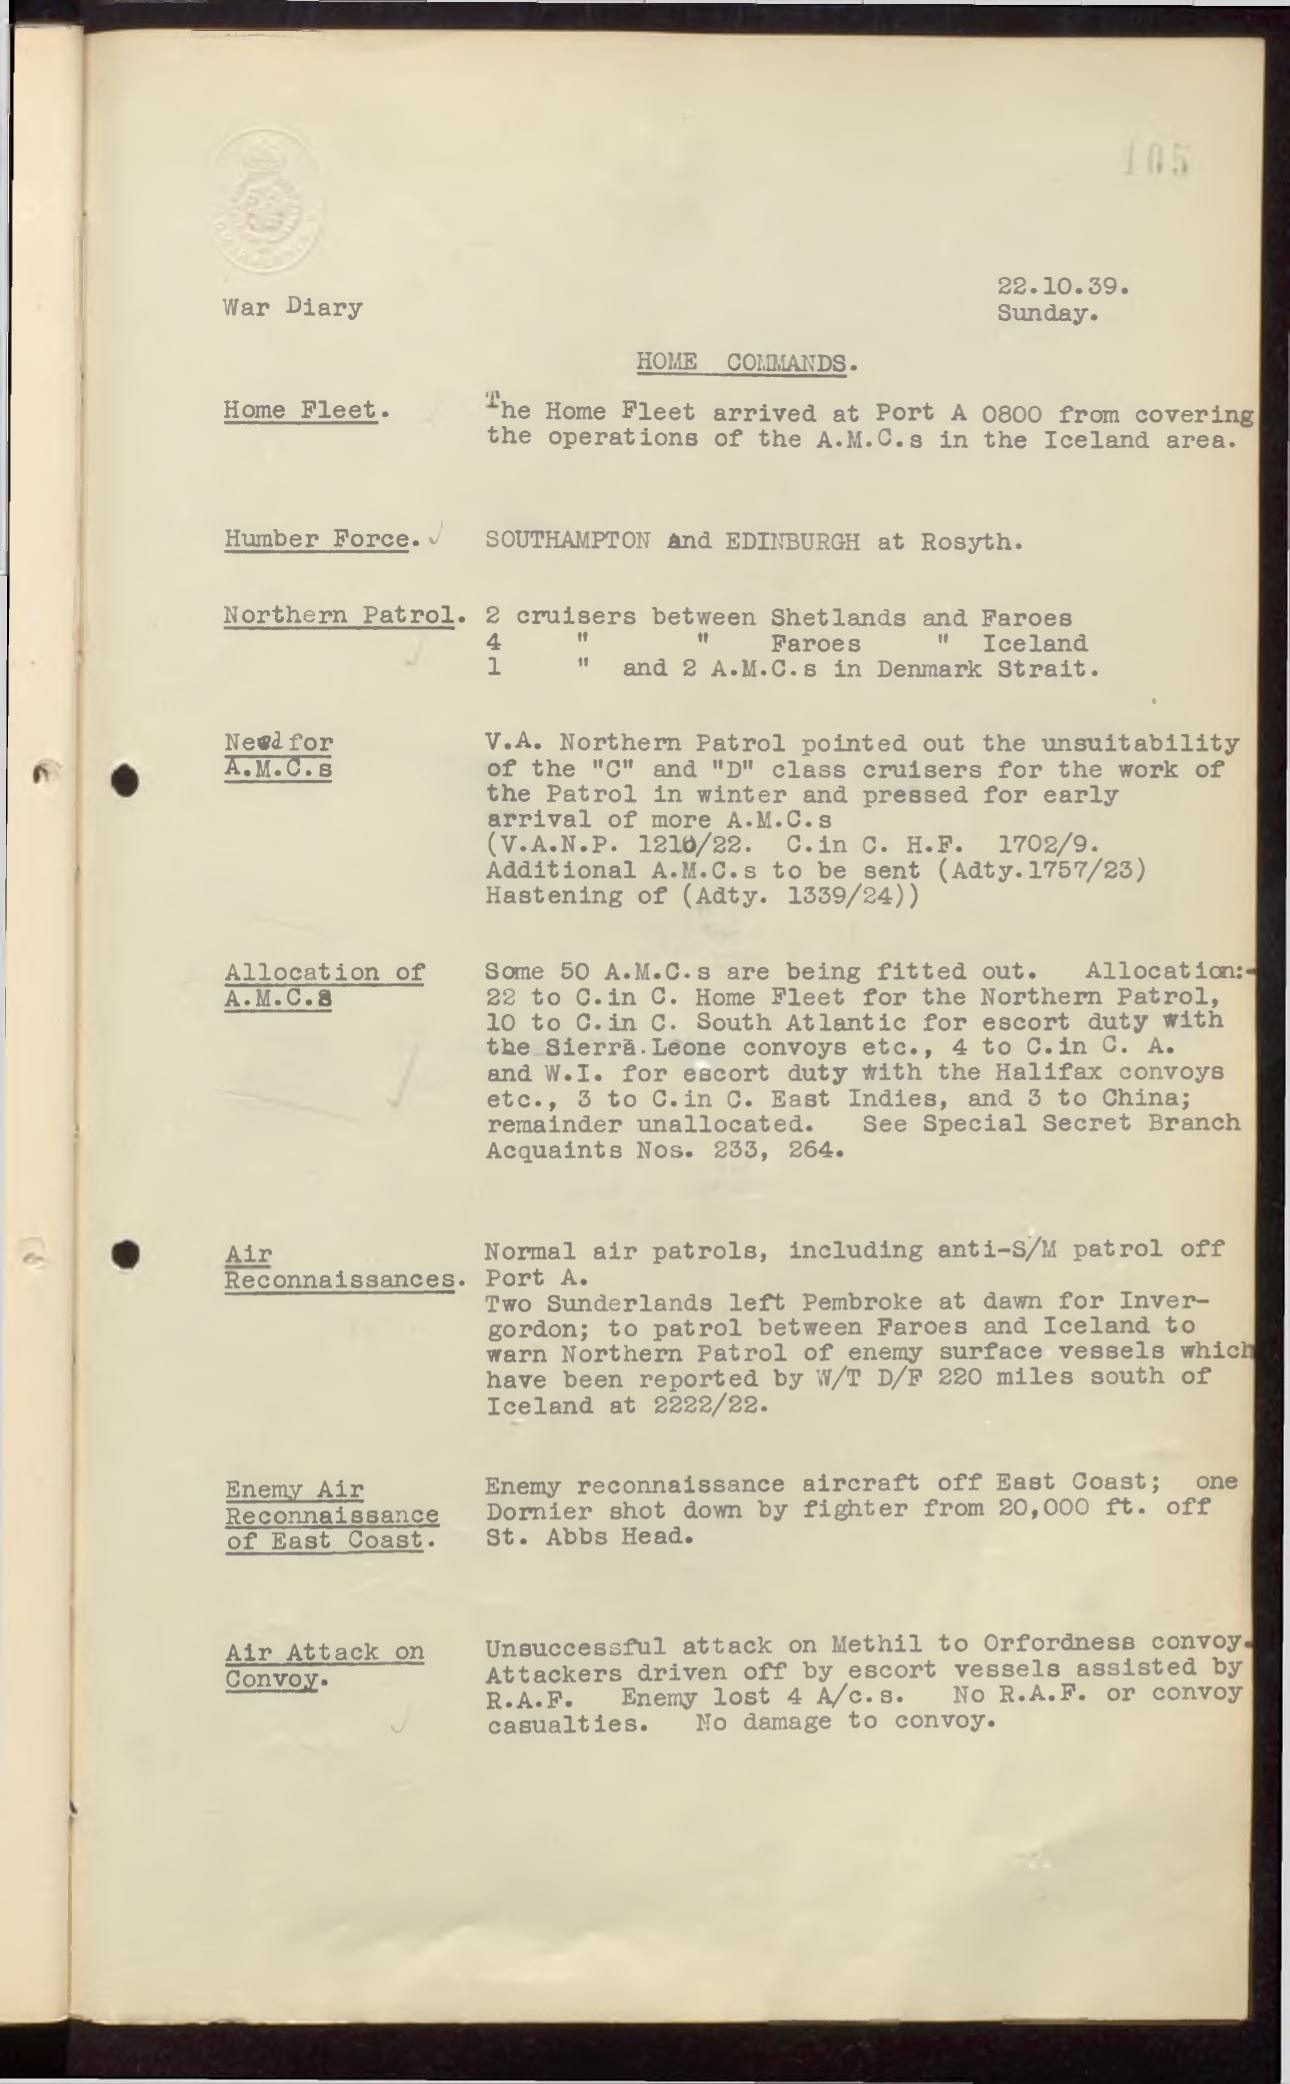 105
22.10.39.
War Diary
Sunday.
HOME COMMANDS.
Home Fleet. The Home Fleet arrived at Port A 0800 from covering
the operations of the A.M.C.s in the Iceland area.
Humber Force. SOUTHAMPTON And EDINBURGH at Rosyth.
Northern Patrol. 2 cruisers between Shetlands and Faroes
4 " " Faroes " Iceland
1 " and 2 A.M.C.s in Denmark Strait.
Need for V.A. Northern Patrol pointed out the unsuitability
A.M.C.s of the "C" and "D" class cruisers for the work of
the Patrol in winter and pressed for early
arrival of more A.M.C.s
(V.A.N.P. 1210/22. C.in C. H.F. 1702/9.
Additional A.M.C.s to be sent (Adty.1757/23)
Hastening of (Adty. 1339/24))
Allocation of Some 50 A.M.C.s are being fitted out. Allocation:-
A.M.C.s 22 to C.in C. Home Fleet for the Northern Patrol,
10 to C.in C. South Atlantic for escort duty with
the Sierra Leone convoys etc., 4 to C.in C. A.
and W.I. for escort duty with the Halifax convoys
etc., 3 to C.in C. East Indies, and 3 to China;
remainder unallocated. See Special Secret Branch
Acquaints Nos. 233, 264.
Air Normal air patrols, including anti-S/M patrol off
Reconnaissances. Port A.
Two Sunderlands left Pembroke at dawn for Inver-
gordon; to patrol between Faroes and Iceland to
warn Northern Patrol of enemy surface vessels which
have been reported by W/T D/F 220 miles south of
Iceland at 2222/22.
Enemy Air Enemy reconnaissance aircraft off East Coast; one
Reconnaissance Dornier shot down by fighter from 20,000 ft. off
of East Coast. St. Abbs Head.
Air Attack on Unsuccessful attack on Methil to Orfordness convoy.
Convoy. Attackers driven off by escort vessels assisted by
R.A.F. Enemy lost 4 A/c.s. No R.A.F. or convoy
casualties. No damage to convoy.